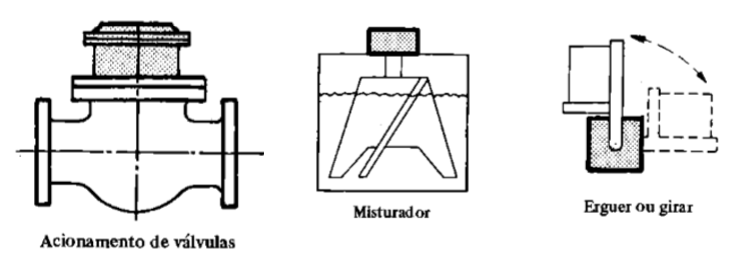 Acionamento de válvulas
Misturador
Erguer ou girar